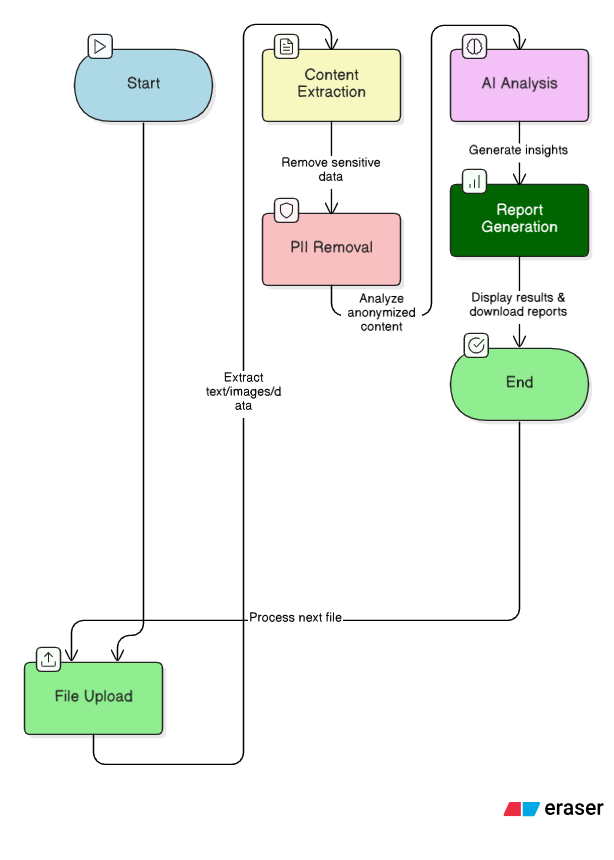 Start
Content
Extraction
AI Analysis
Remove sensitive
data
Generate insights
PII Removal
Report
Generation
Analyze
anonymized
content
Display results &
download reports
Extract
text/images/d
ata
End
Process next file
File Upload
eraser